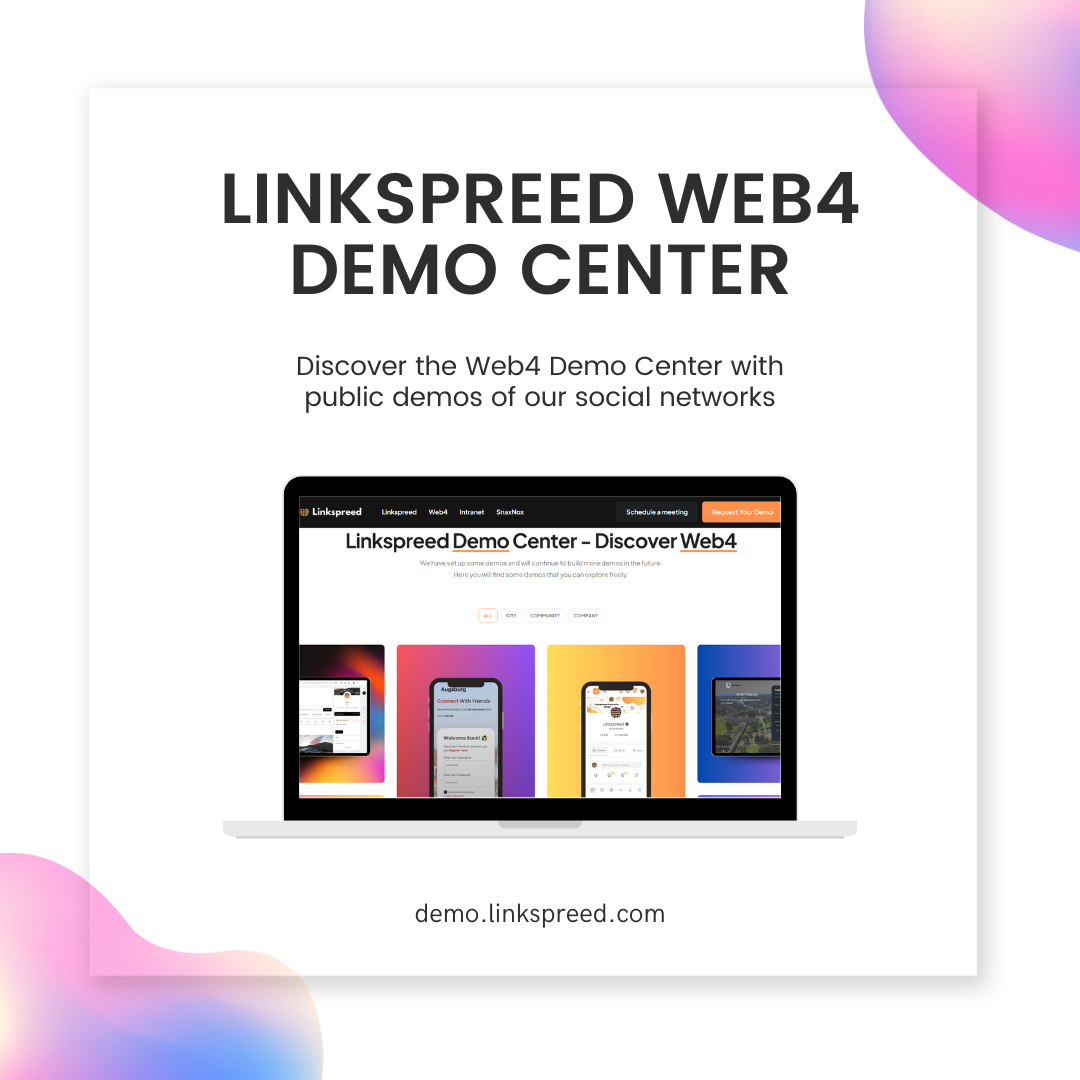 LINKSPREED WEB4
DEMO CENTER
Discover the Web4 Demo Center with
public demos of our social networks
Linkspreed Linkspreed Web4 Intranet SnaxNox Schedule a meeting Request Your Demo
Linkspreed Demo Center – Discover Web4
We have set up some demos and will continue to build more demos in the future.
Here you will find some demos that you can explore freely.
ALL CITY COMMUNITY COMPANY
Augsburg
Connect With Friends
Welcome Back!
Linkspreed
demo.linkspreed.com